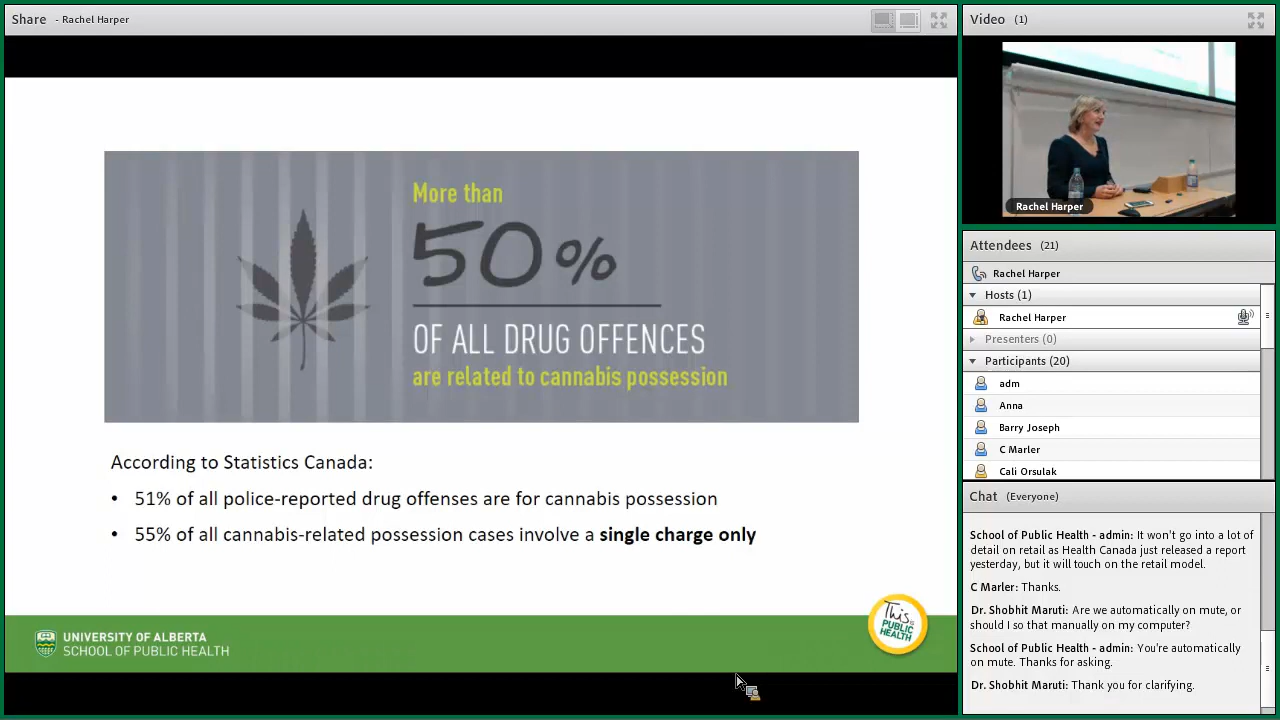 Share - Rachel Harper
More than
50%
OF ALL DRUG OFFENCES
are related to cannabis possession
According to Statistics Canada:
• 51% of all police-reported drug offenses are for cannabis possession
• 55% of all cannabis-related possession cases involve a single charge only
UNIVERSITY OF ALBERTA
SCHOOL OF PUBLIC HEALTH
This is
PUBLIC
HEALTH
Video (1)
Rachel Harper
Attendees (21)
Rachel Harper
Hosts (1)
Rachel Harper
Presenters (0)
Participants (20)
adm
Anna
Barry Joseph
C Marler
Cali Orsulak
Chat (Everyone)
School of Public Health - admin: It won't go into a lot of
detail on retail as Health Canada just released a report
yesterday, but it will touch on the retail model.
C Marler: Thanks.
Dr. Shobhit Maruti: Are we automatically on mute, or
should I so that manually on my computer?
School of Public Health - admin: You're automatically
on mute. Thanks for asking.
Dr. Shobhit Maruti: Thank you for clarifying.